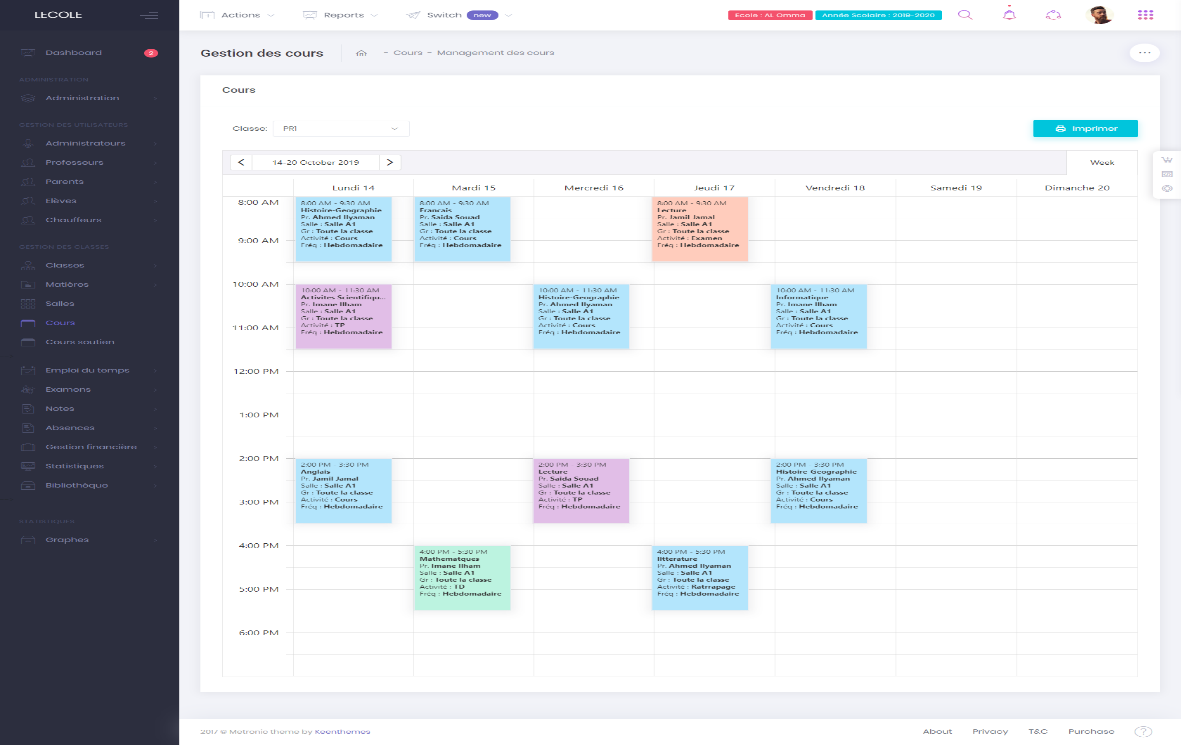 LECOLE
Actions
Reports
Switch new
Ecole : AL Omma
Année Scolaire : 2019-2020
Dashboard 2
ADMINISTRATION
Administration
GESTION DES UTILISATEURS
Administratours
Professours
Parents
Elèves
Chauffeurs
GESTION DES CLASSES
Classos
Matières
Salles
Cours
Cours soutien
Emploi du temps
Examons
Notes
Absences
Gestion financière
Statistiques
Bibliothèque
STATISTIQUES
Graphes
Gestion des cours
- Cours - Management des cours
Cours
Classe: PR1
Imprimer
< 14-20 October 2019 >
Week
Lundi 14 Mardi 15 Mercredi 16 Jeudi 17 Vendredi 18 Samedi 19 Dimanche 20
8:00 AM
9:00 AM
10:00 AM
11:00 AM
12:00 PM
1:00 PM
2:00 PM
3:00 PM
4:00 PM
5:00 PM
6:00 PM
8:00 AM - 9:30 AM
Histoire-Geographie
Pr. Ahmed Ilyaman
Salle : Salle A1
Gr : Toute la classe
Activité : Cours
Fréq : Hebdomadaire
10:00 AM - 11:30 AM
Activites Scientifiqu...
Pr. Imane Ilham
Salle : Salle A1
Gr : Toute la classe
Activité : TP
Fréq : Hebdomadaire
2:00 PM - 3:30 PM
Anglais
Pr. Jamil Jamal
Salle : Salle A1
Gr : Toute la classe
Activité : Cours
Fréq : Hebdomadaire
8:00 AM - 9:30 AM
Francais
Pr. Saida Souad
Salle : Salle A1
Gr : Toute la classe
Activité : Cours
Fréq : Hebdomadaire
4:00 PM - 5:30 PM
Mathematques
Pr. Imane Ilham
Salle : Salle A1
Gr : Toute la classe
Activité : TD
Fréq : Hebdomadaire
10:00 AM - 11:30 AM
Histoire-Geographie
Pr. Ahmed Ilyaman
Salle : Salle A1
Gr : Toute la classe
Activité : Cours
Fréq : Hebdomadaire
2:00 PM - 3:30 PM
Lecture
Pr. Saida Souad
Salle : Salle A1
Gr : Toute la classe
Activité : TP
Fréq : Hebdomadaire
8:00 AM - 9:30 AM
Lecture
Pr. Jamil Jamal
Salle : Salle A1
Gr : Toute la classe
Activité : Examen
Fréq : Hebdomadaire
4:00 PM - 5:30 PM
litterature
Pr. Ahmed Ilyaman
Salle : Salle A1
Gr : Toute la classe
Activité : Ratrrapage
Fréq : Hebdomadaire
10:00 AM - 11:30 AM
Informatique
Pr. Imane Ilham
Salle : Salle A1
Gr : Toute la classe
Activité : Cours
Fréq : Hebdomadaire
2:00 PM - 3:30 PM
Histoire-Geographie
Pr. Ahmed Ilyaman
Salle : Salle A1
Gr : Toute la classe
Activité : Cours
Fréq : Hebdomadaire
2017 © Metronic theme by Keenthemes
About Privacy T&C Purchase